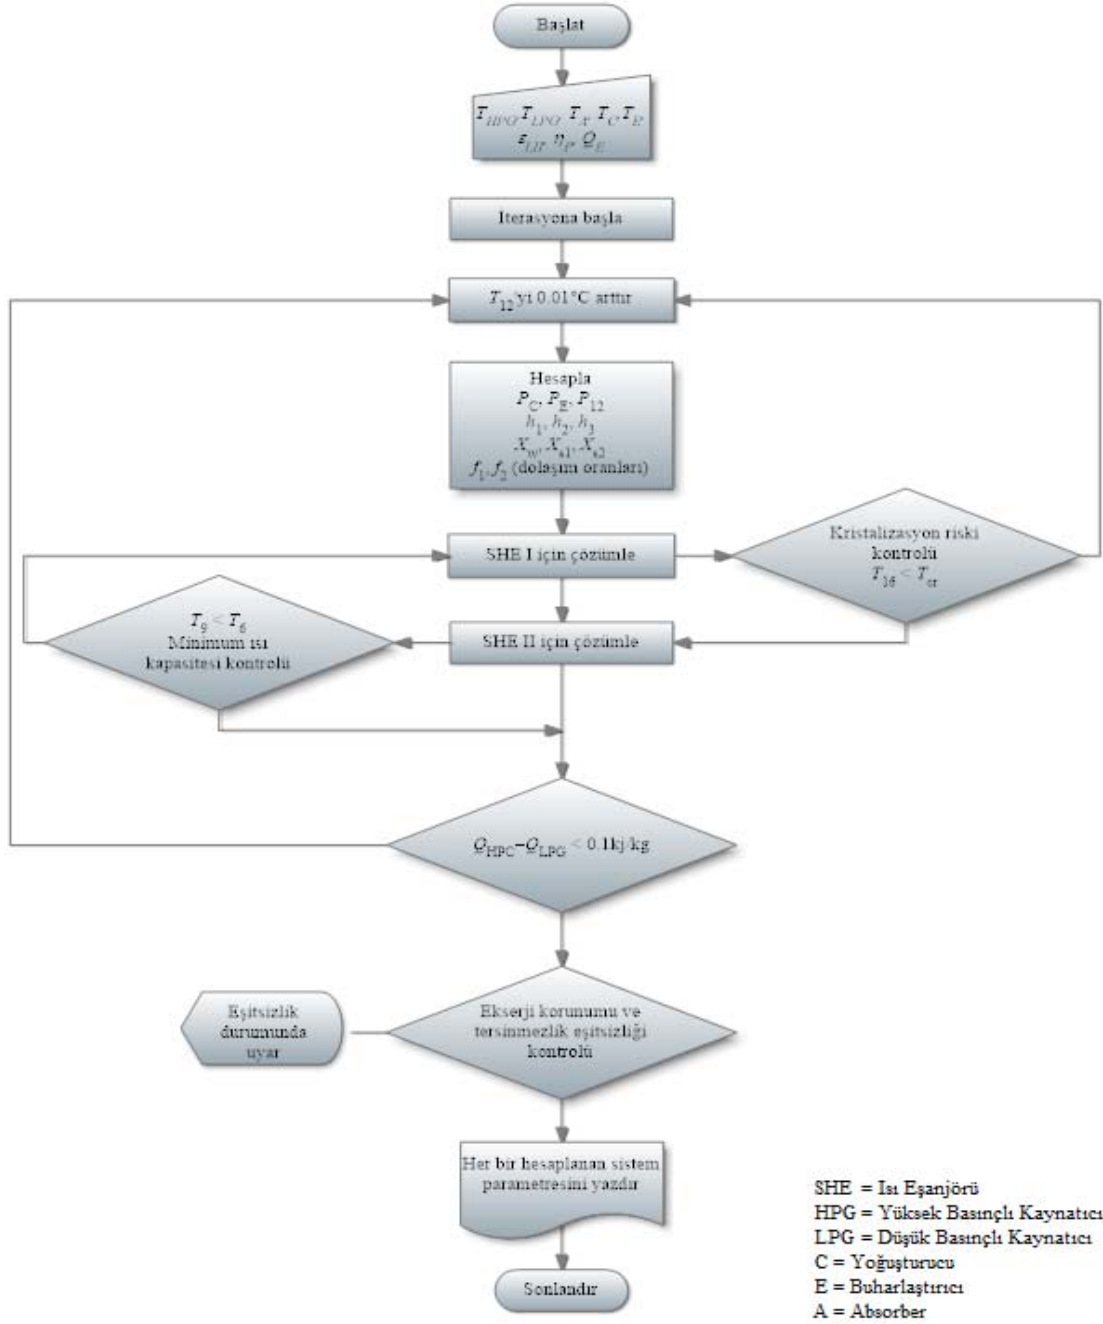 Başlat
T_HPG, T_LPG, T_A, T_C, T_E,
ε_LH, η_P, Q_E
İterasyona başla
T_12'yi 0.01°C arttır
Hesapla
P_C, P_E, P_12
h_1, h_2, h_3
X_w, X_s1, X_s2
f_1, f_2 (dolaşım oranları)
SHE I için çözümle
Kristalizasyon riski
kontrolü
T_16 < T_cr
SHE II için çözümle
T_9 < T_6
Minimum ısı
kapasitesi kontrolü
Q_HPC–Q_LPG < 0.1kj/kg
Ekserji korunumu ve
tersinmezlik eşitsizliği
kontrolü
Eşitsizlik
durumunda
uyar
Her bir hesaplanan sistem
parametresini yazdır
Sonlandır
SHE = Isı Eşanjörü
HPG = Yüksek Basınçlı Kaynatıcı
LPG = Düşük Basınçlı Kaynatıcı
C = Yoğuşturucu
E = Buharlaştırıcı
A = Absorber